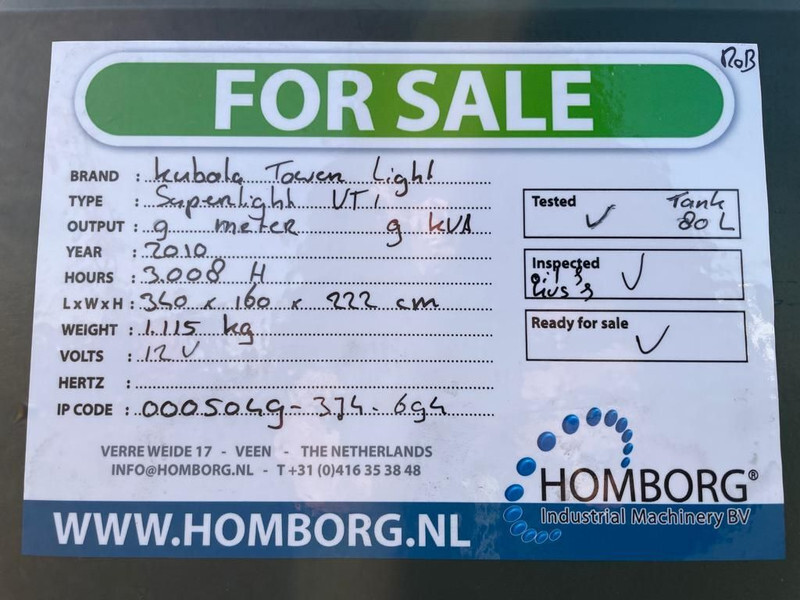 RoB
FOR SALE
BRAND : Kubota Tower Light
TYPE : Superlight VT1
OUTPUT : 9 meter 9 kVA
YEAR : 2010
HOURS : 3.008 H
L x W x H : 340 x 160 x 222 cm
WEIGHT : 1.115 kg
VOLTS : 12 V
HERTZ :
IP CODE : 0005049-374-694
Tested ✓ Tank
80 L
Inspected ✓
Ready for sale
✓
VERRE WEIDE 17 - VEEN - THE NETHERLANDS
INFO@HOMBORG.NL - T +31 (0)416 35 38 48
HOMBORG®
Industrial Machinery BV
WWW.HOMBORG.NL